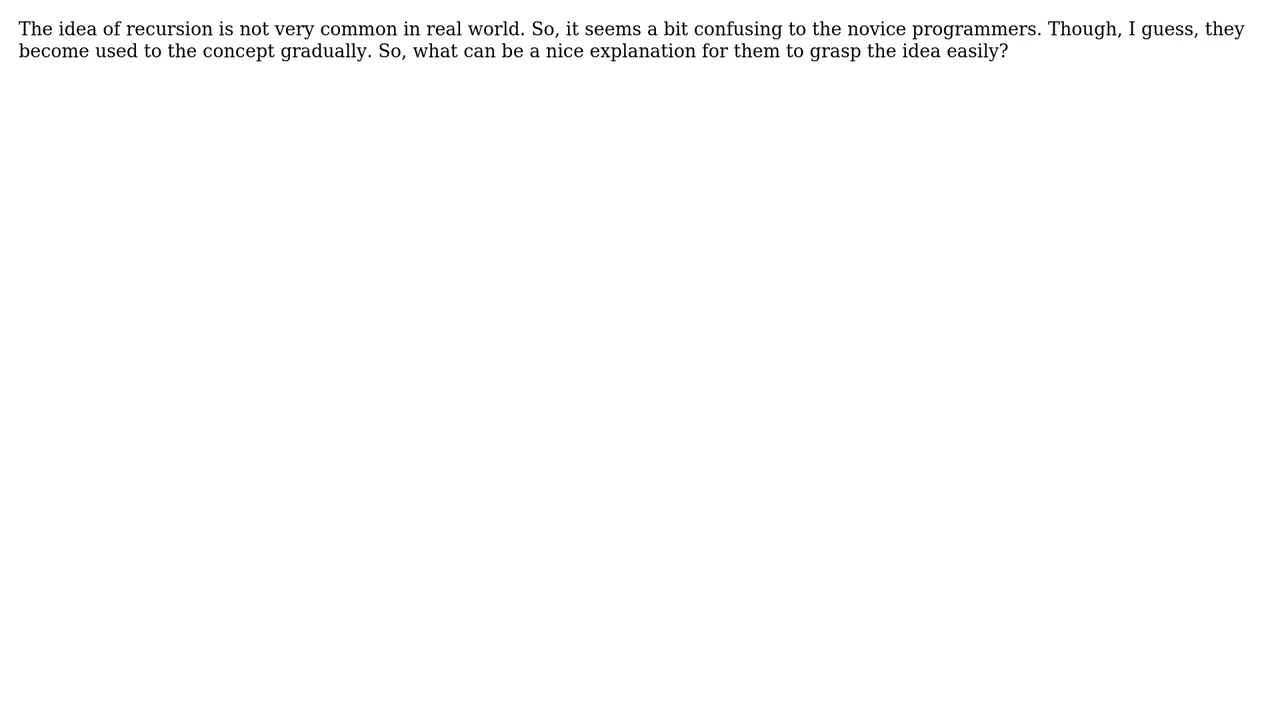 The idea of recursion is not very common in real world. So, it seems a bit confusing to the novice programmers. Though, I guess, they
become used to the concept gradually. So, what can be a nice explanation for them to grasp the idea easily?